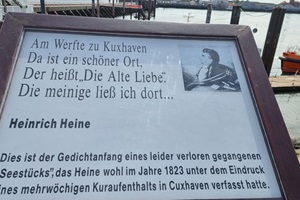 Am Werfte zu Kuxhaven
Da ist ein schöner Ort,
Der heißt „Die Alte Liebe".
Die meinige ließ ich dort...
Heinrich Heine
Dies ist der Gedichtanfang eines leider verloren gegangenen
Seestücks", das Heine wohl im Jahre 1823 unter dem Eindruck
ines mehrwöchigen Kuraufenthalts in Cuxhaven verfasst hatte.